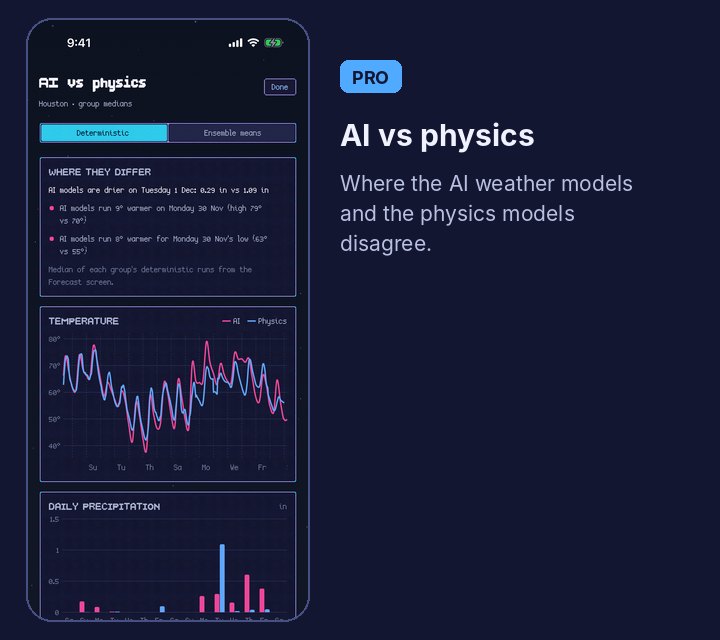 9:41
AI vs physics
Done
Houston • group medians
Deterministic
Ensemble means
WHERE THEY DIFFER
AI models are drier on Tuesday 1 Dec: 0.29 in vs 1.09 in
AI models run 9° warmer on Monday 30 Nov (high 79°
vs 70°)
AI models run 8° warmer for Monday 30 Nov's low (63°
vs 55°)
Median of each group's deterministic runs from the
Forecast screen.
TEMPERATURE
AI Physics
80°
70°
60°
50°
40°
Su Tu Th Sa Mo We Fr
DAILY PRECIPITATION
in
1.5
1
0.5
0
PRO
AI vs physics
Where the AI weather models
and the physics models
disagree.